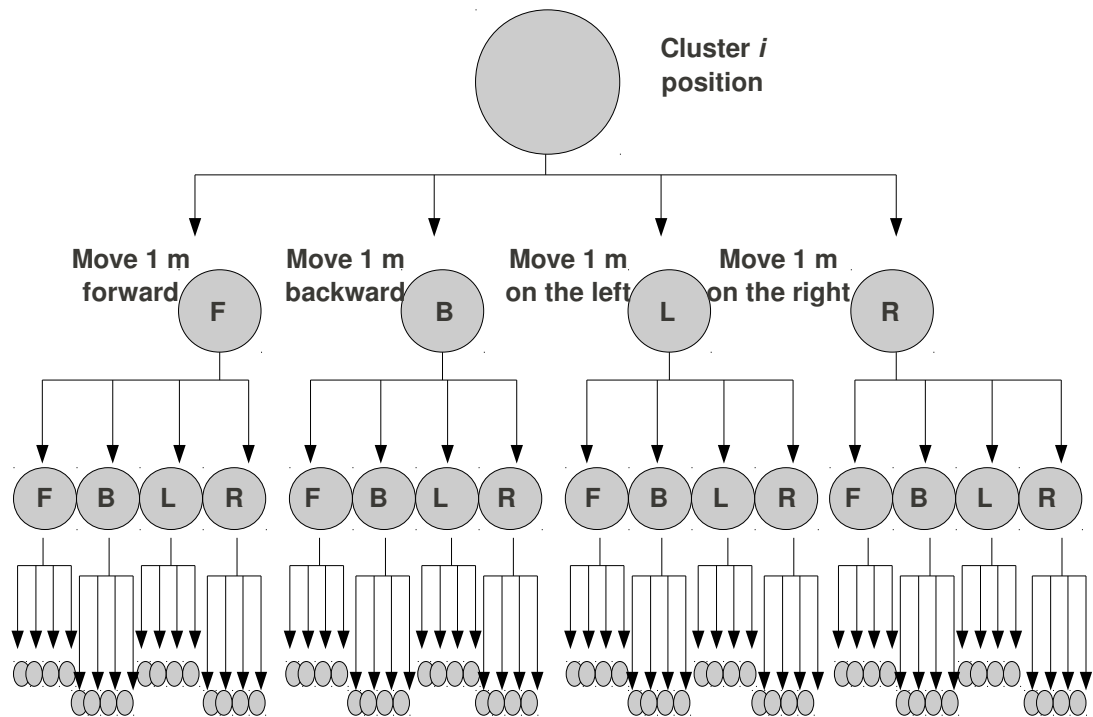 Cluster i
position
Move 1 m
forward
Move 1 m
backward
Move 1 m
on the left
Move 1 m
on the right
F
B
L
R
F B L R F B L R F B L R F B L R